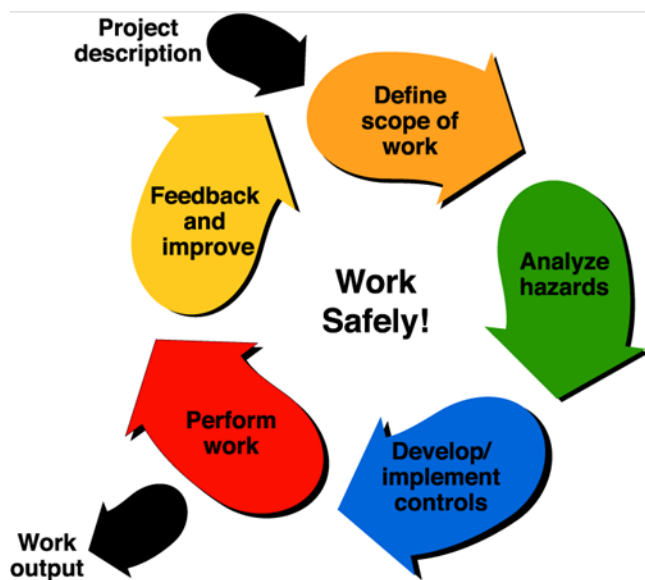 Project
description
Define
scope of
work
Analyze
hazards
Develop/
implement
controls
Perform
work
Work
output
Feedback
and
improve
Work
Safely!